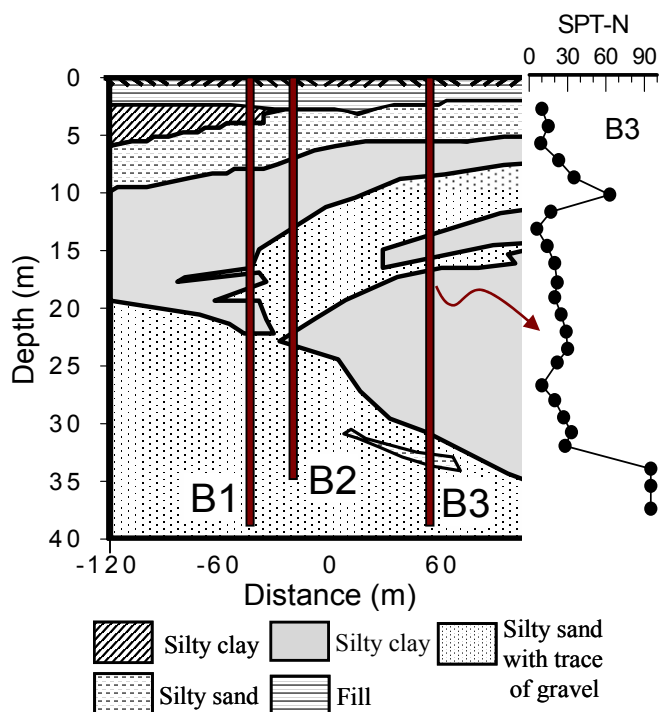 SPT-N
0 30 60 90
B3
0
5
10
15
20
25
30
35
40
Depth (m)
B1
B2
B3
-120 -60 0 60
Distance (m)
Silty clay
Silty clay
Silty sand
with trace
of gravel
Silty sand
Fill